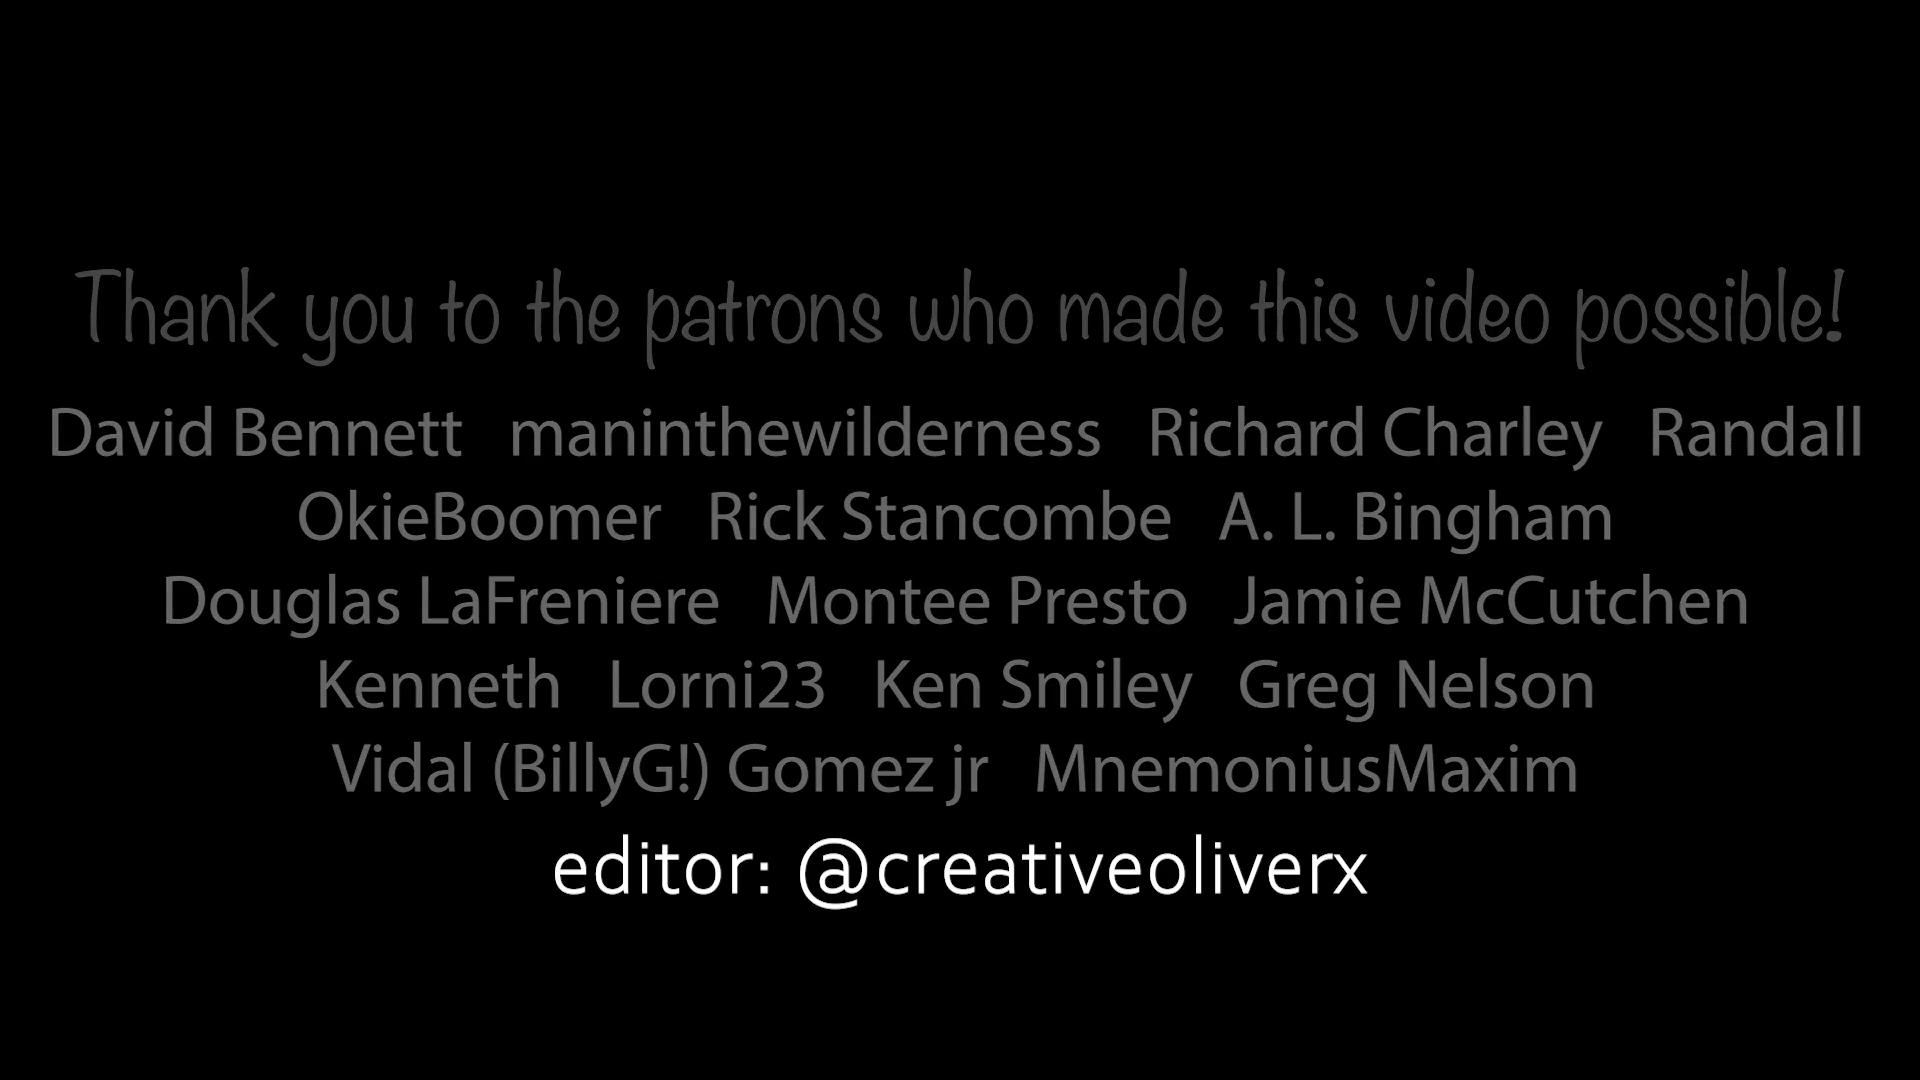 Thank you to the patrons who made this video possible!
David Bennett maninthewilderness Richard Charley Randall
OkieBoomer Rick Stancombe A. L. Bingham
Douglas LaFreniere Montee Presto Jamie McCutchen
Kenneth Lorni23 Ken Smiley Greg Nelson
Vidal (BillyG!) Gomez jr MnemoniusMaxim
editor: @creativeoliverx